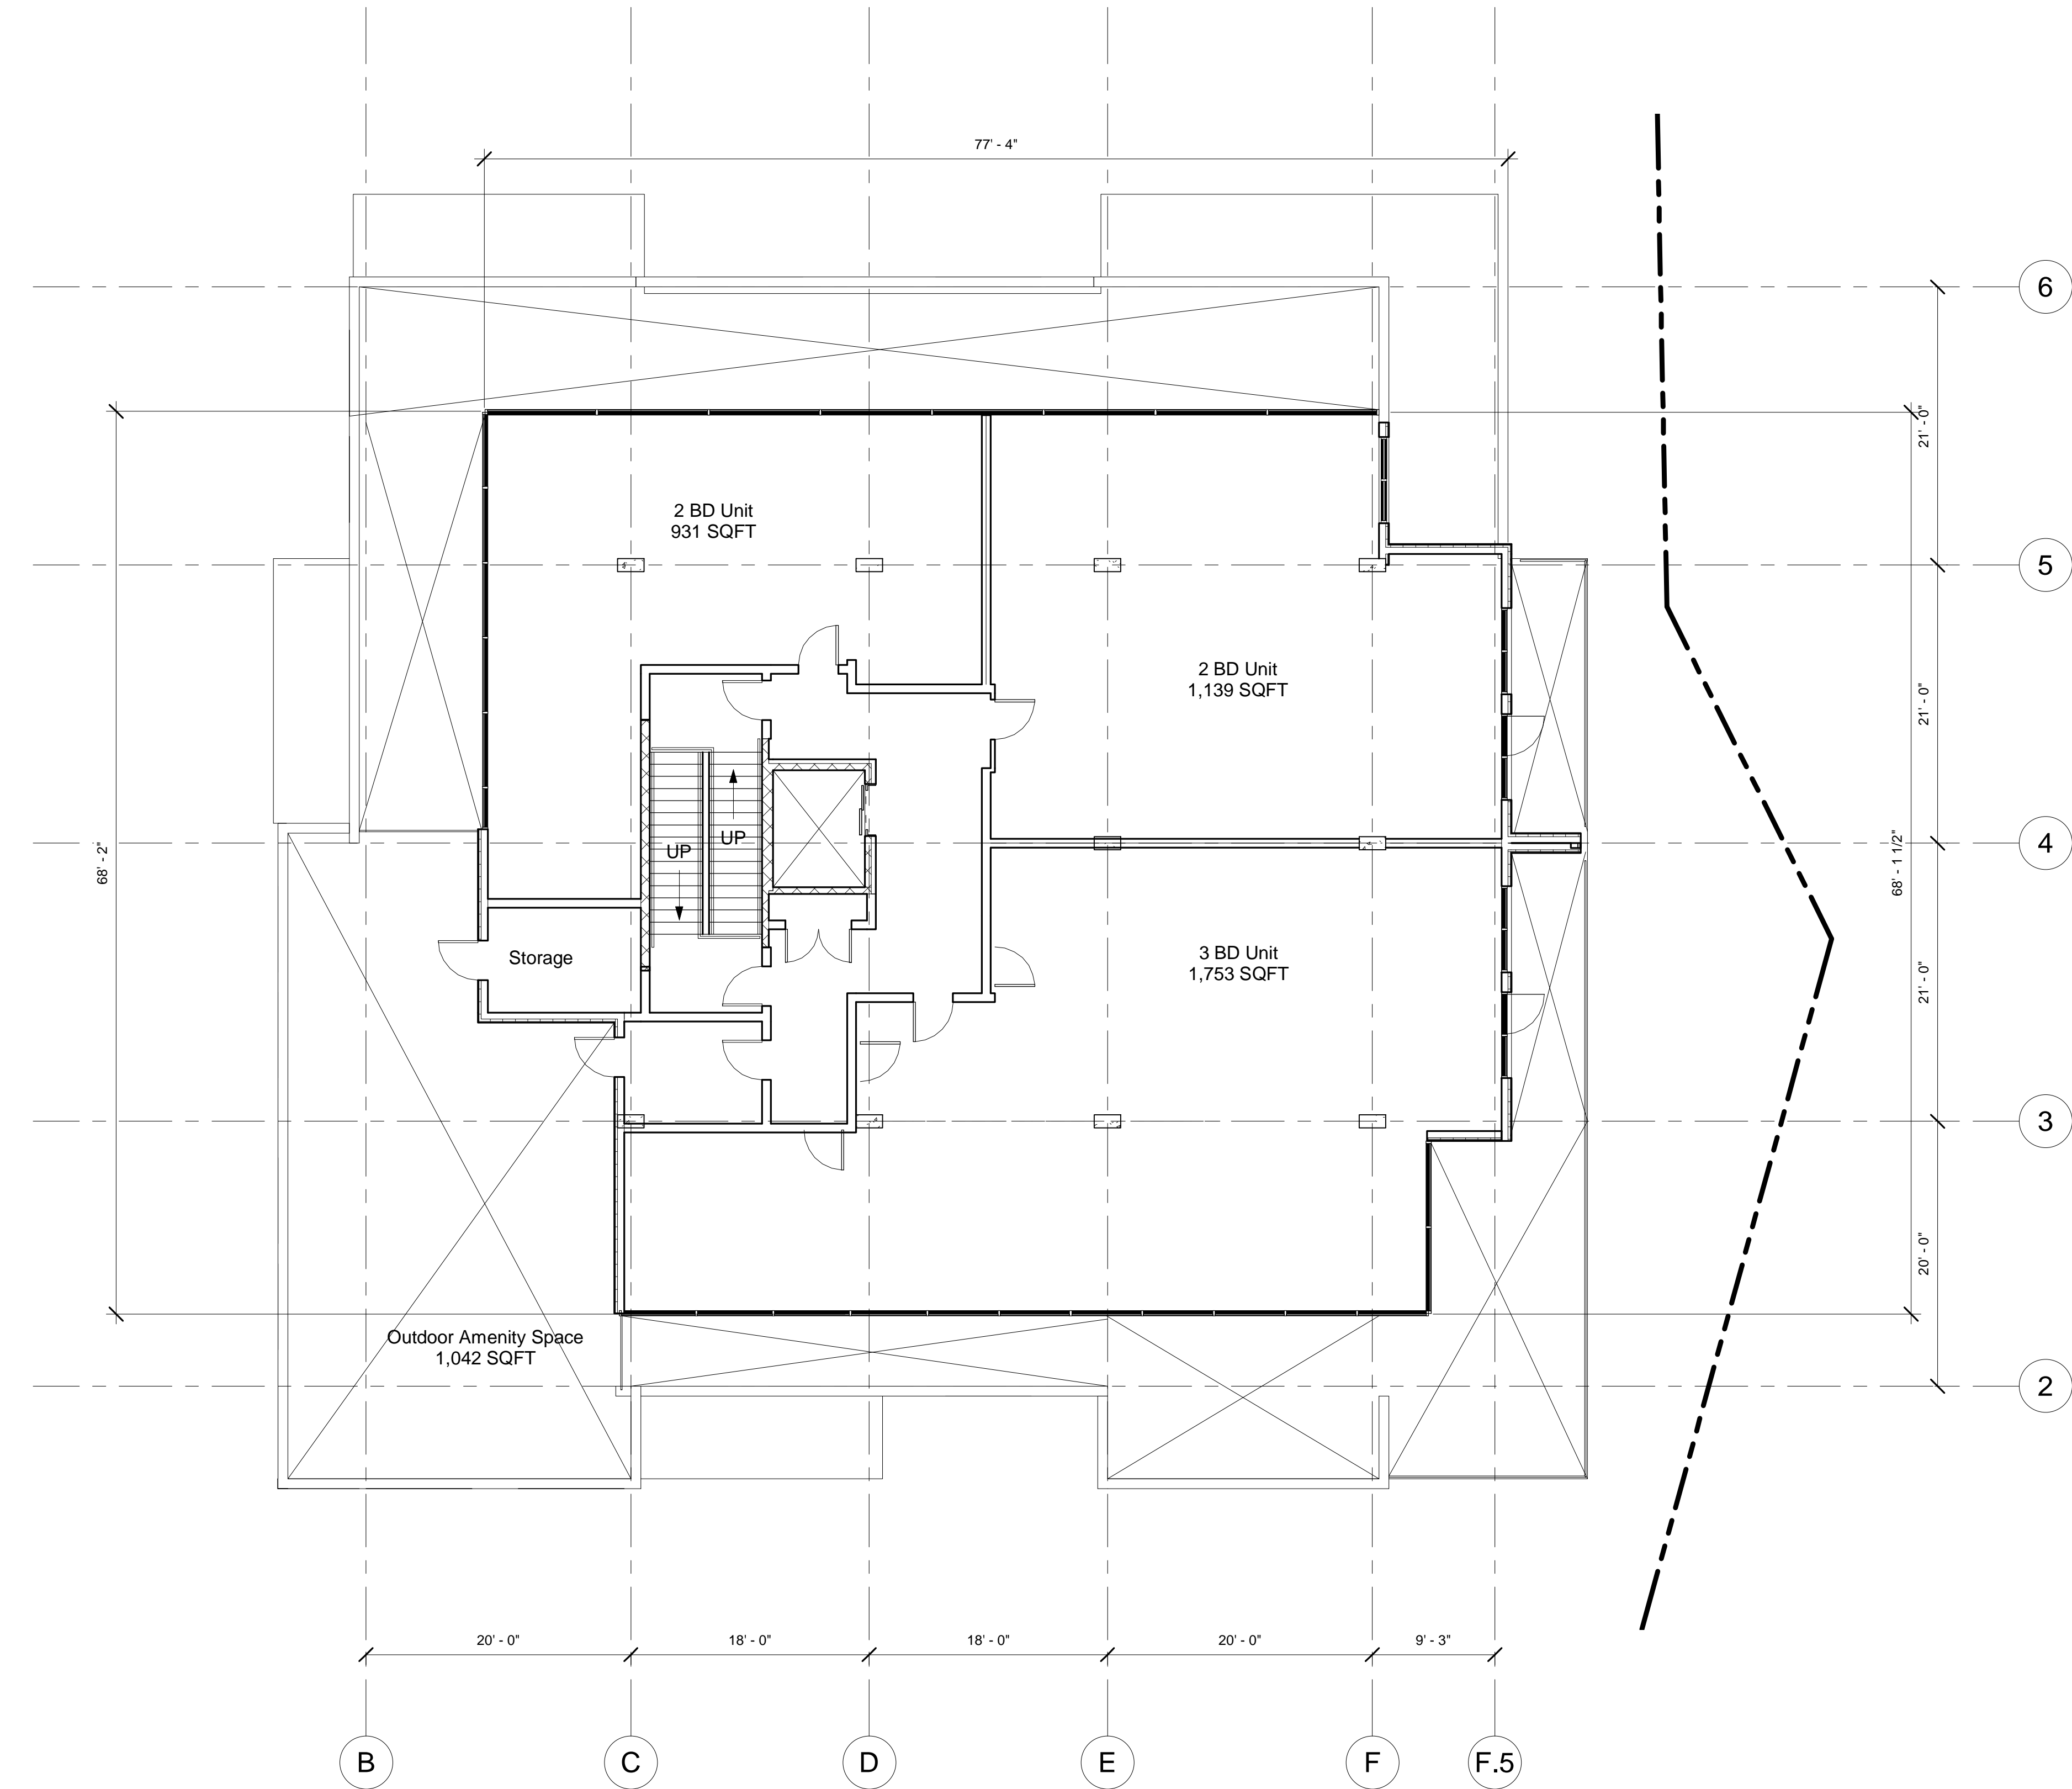 77' - 4"
6
21' - 0"
2 BD Unit
931 SQFT
5
2 BD Unit
1,139 SQFT
21' - 0"
UP
UP
4
68' - 2"
68' - 1 1/2"
Storage
3 BD Unit
1,753 SQFT
21' - 0"
3
20' - 0"
Outdoor Amenity Space
1,042 SQFT
2
20' - 0"
18' - 0"
18' - 0"
20' - 0"
9' - 3"
B
C
D
E
F
F.5